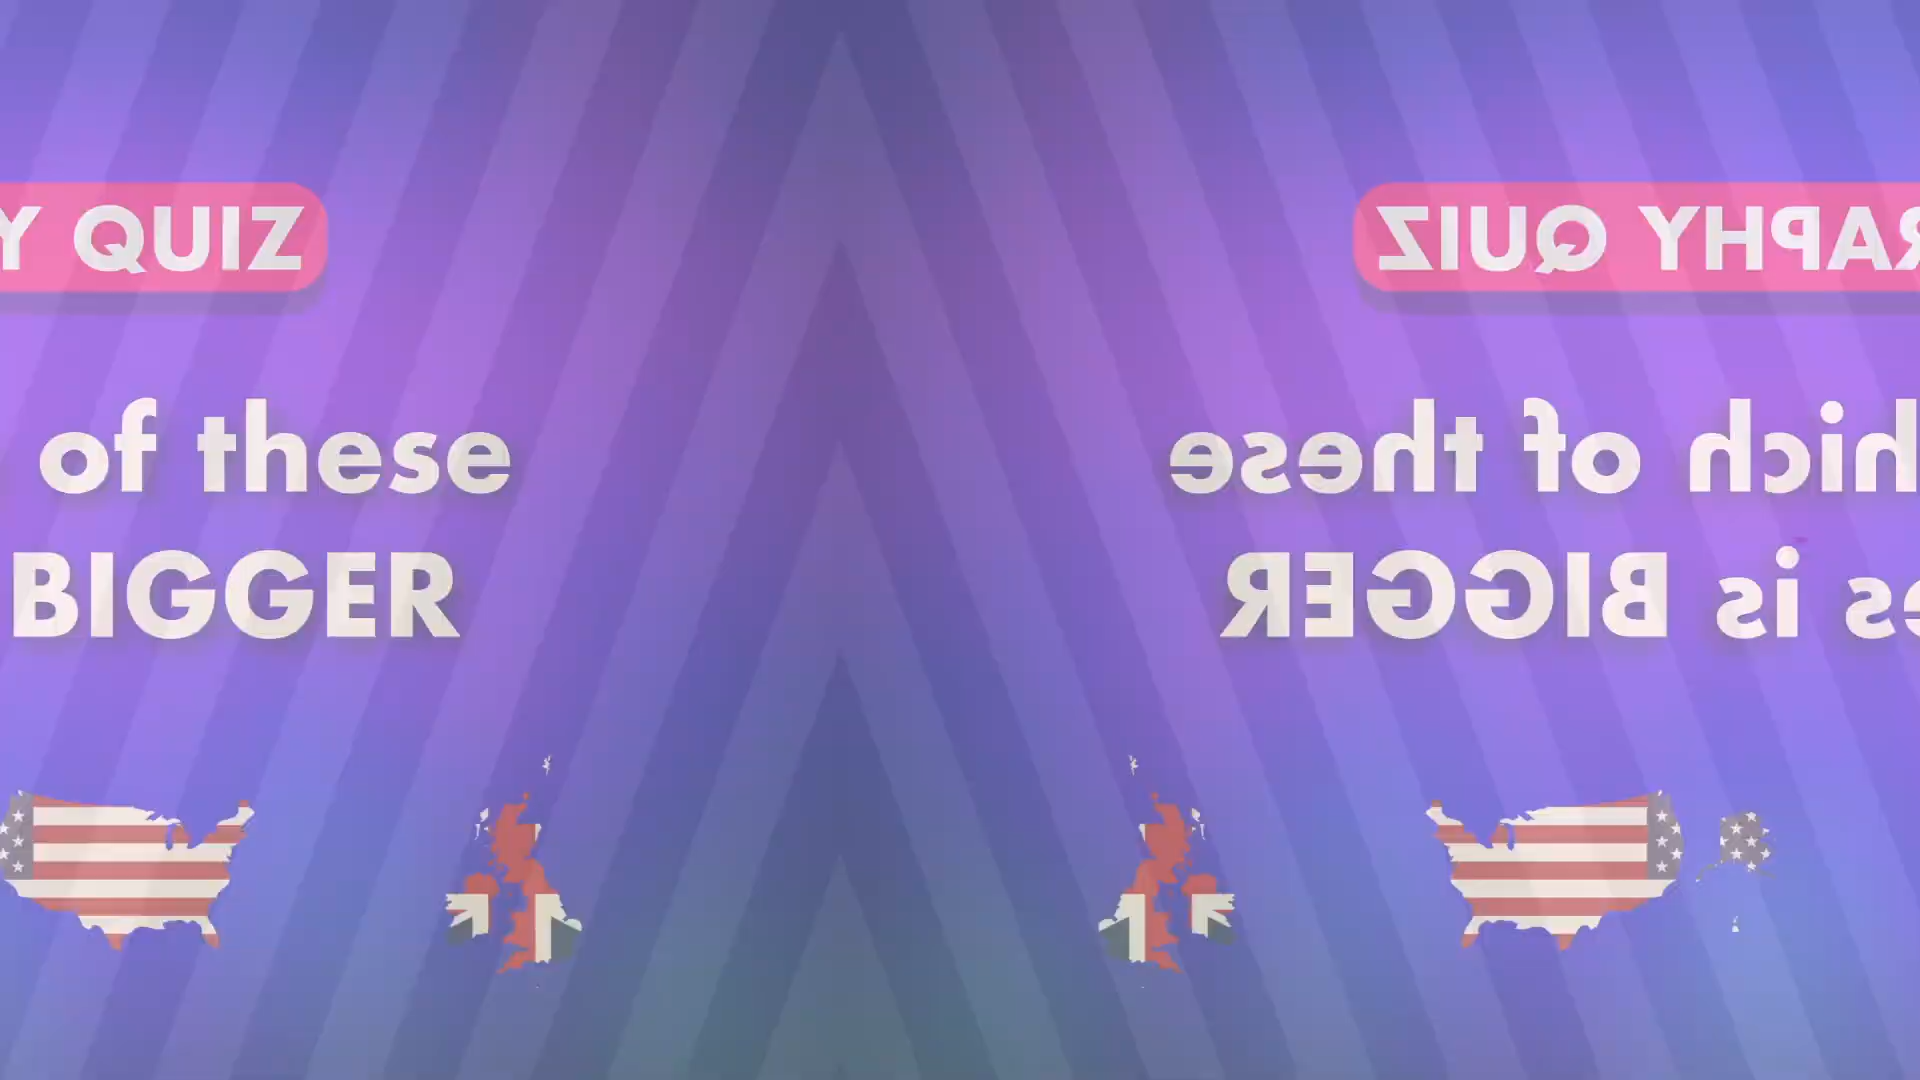 Y QUIZ
of these
BIGGER
RAPHY QUIZ
hich of these
es is BIGGER